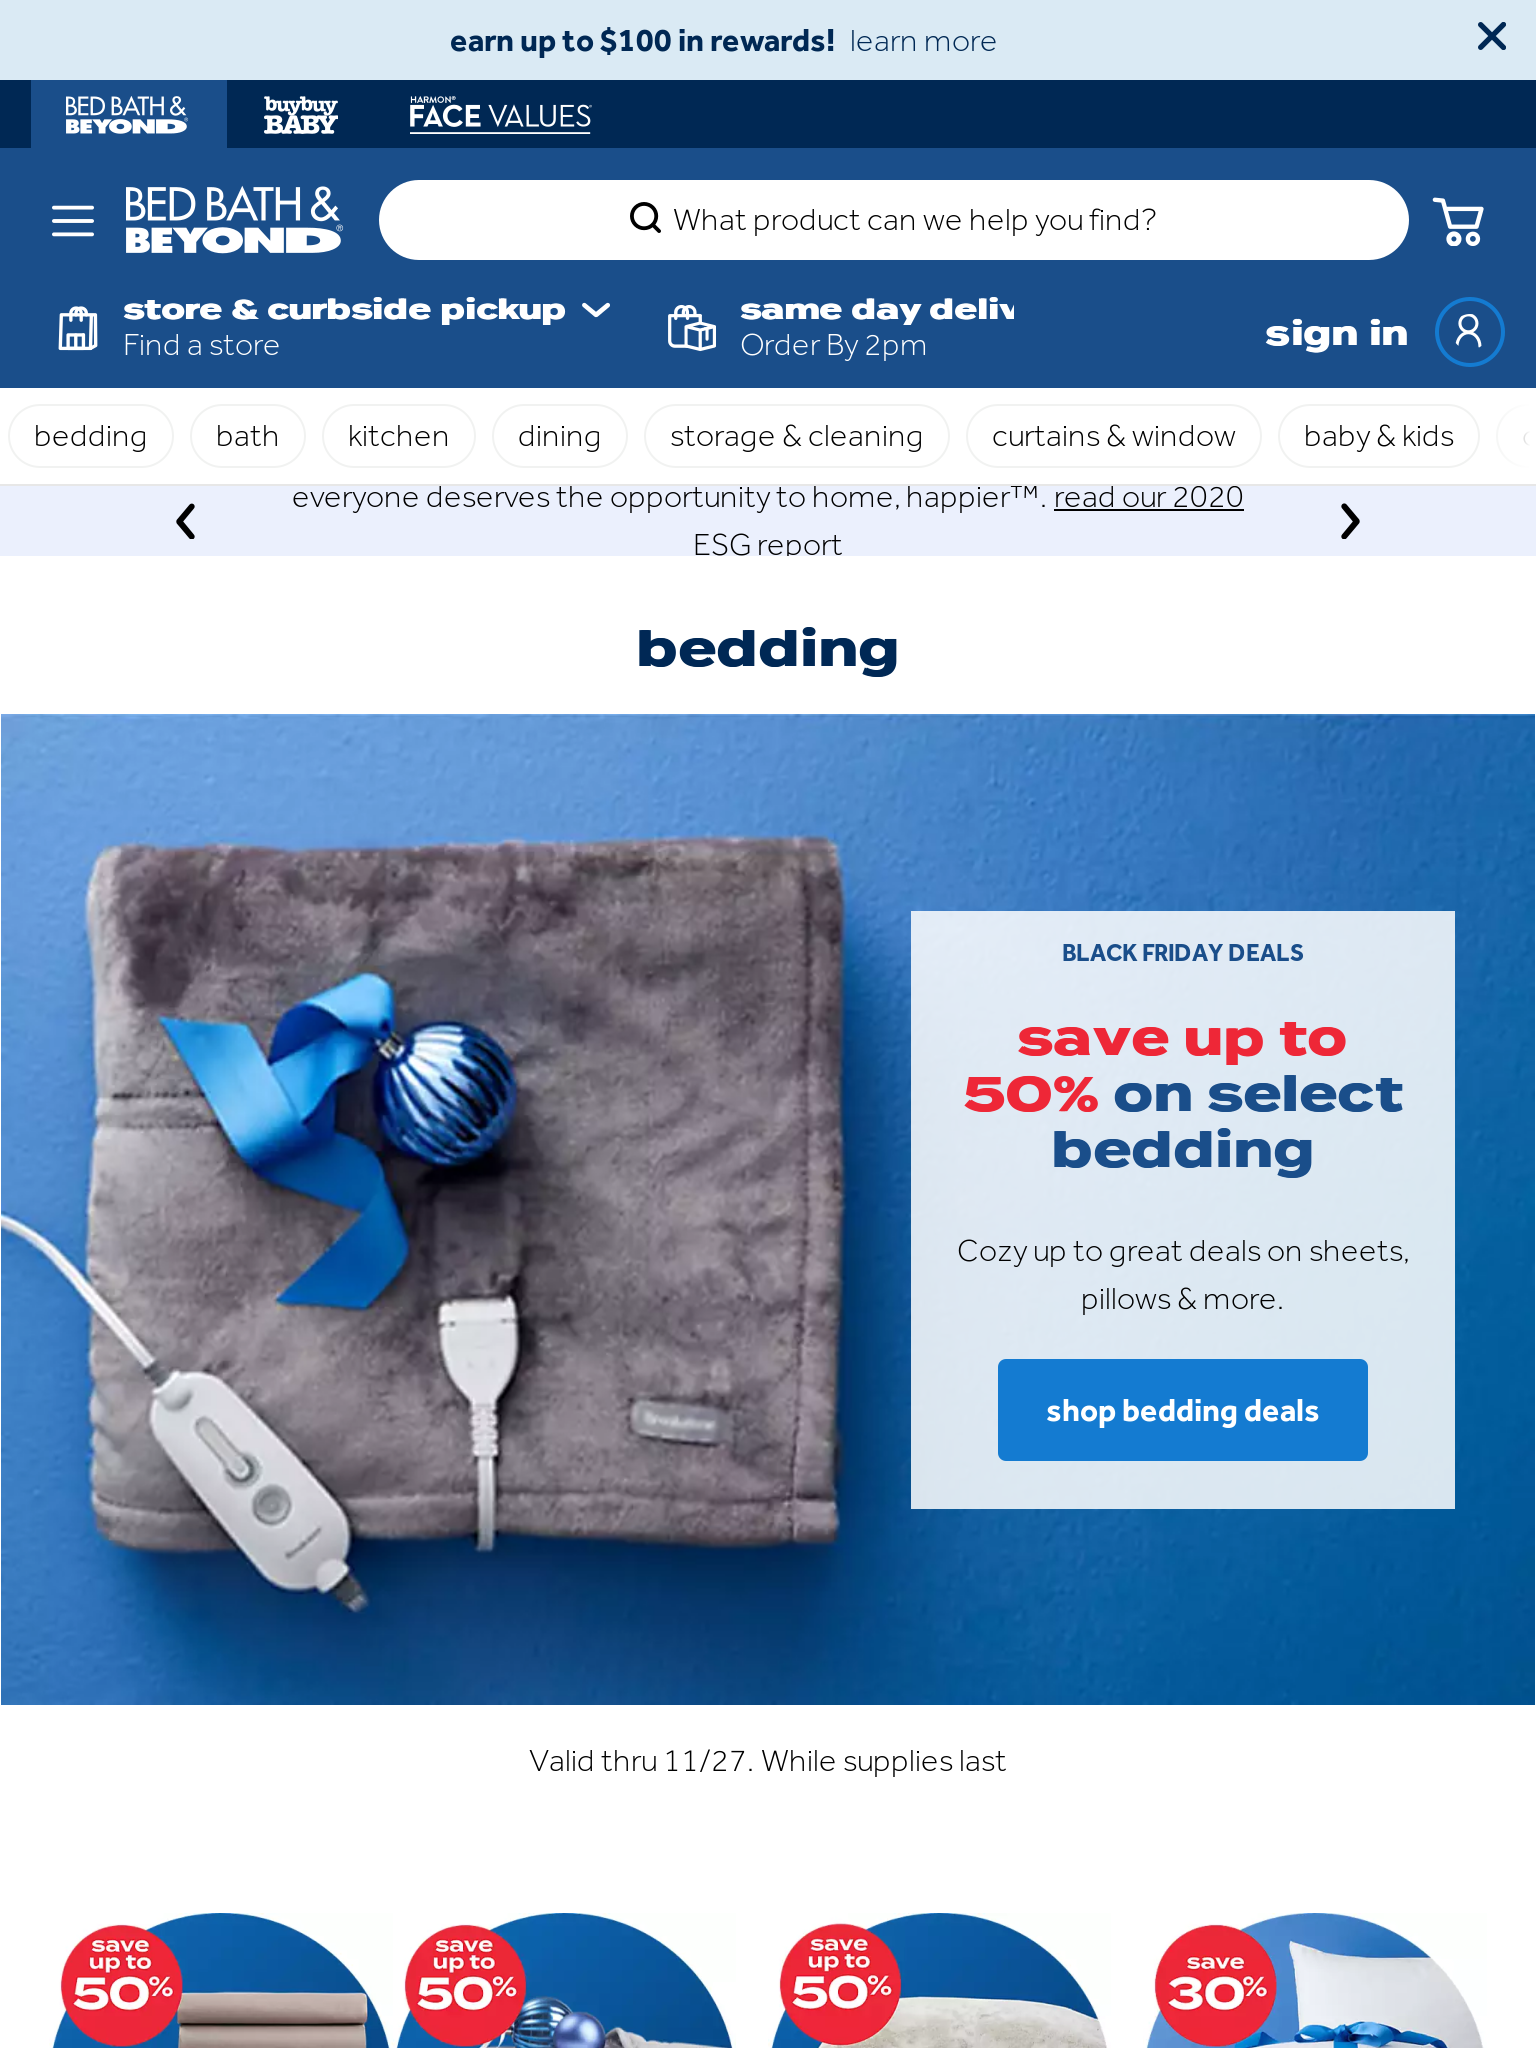 earn up to $100 in rewards! learn more
BED BATH &
BEYOND
buybuy
BABY
HARMON®
FACE VALUES
BED BATH &
BEYOND®
What product can we help you find?
store & curbside pickup
Find a store
same day deliv
Order By 2pm
sign in
bedding bath kitchen dining storage & cleaning curtains & window baby & kids
everyone deserves the opportunity to home, happier™. read our 2020
ESG report
bedding
BLACK FRIDAY DEALS
save up to
50% on select
bedding
Cozy up to great deals on sheets,
pillows & more.
shop bedding deals
Valid thru 11/27. While supplies last
save
up to
50%
save
up to
50%
save
up to
50%
save
30%